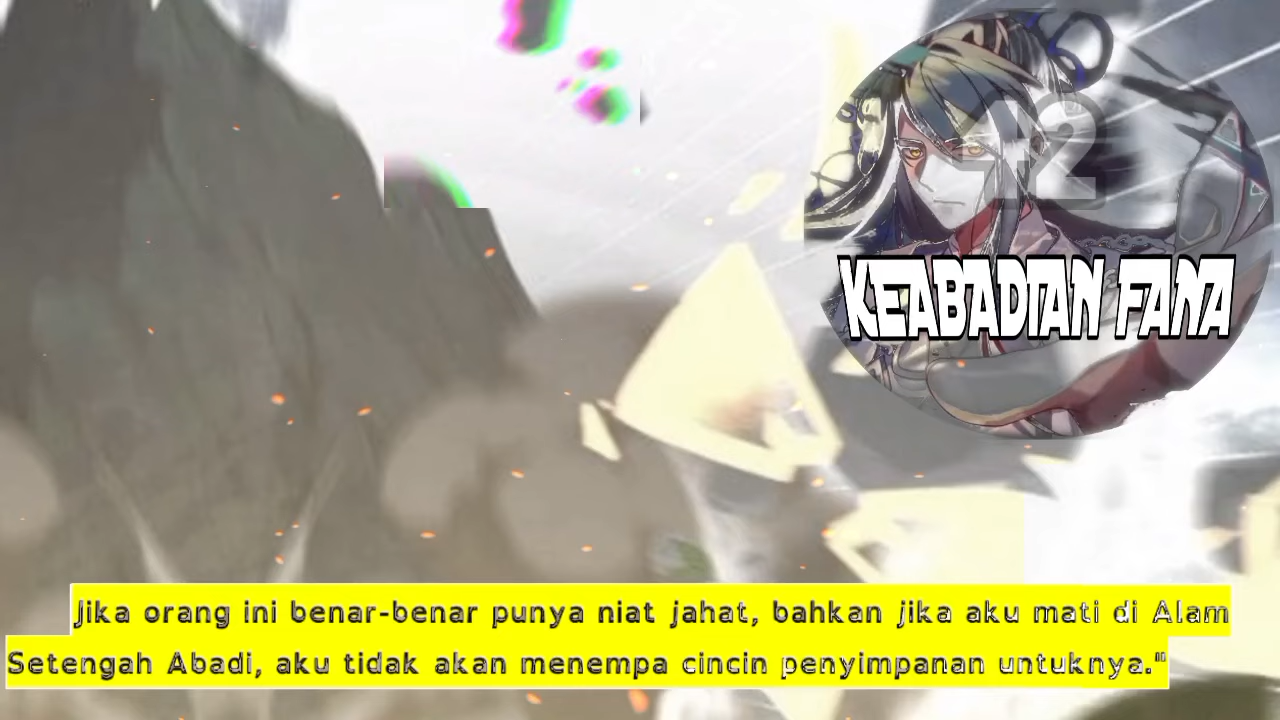 42
KEABADIAN FANA
Jika orang ini benar-benar punya niat jahat, bahkan jika aku mati di Alam
Setengah Abadi, aku tidak akan menempa cincin penyimpanan untuknya."